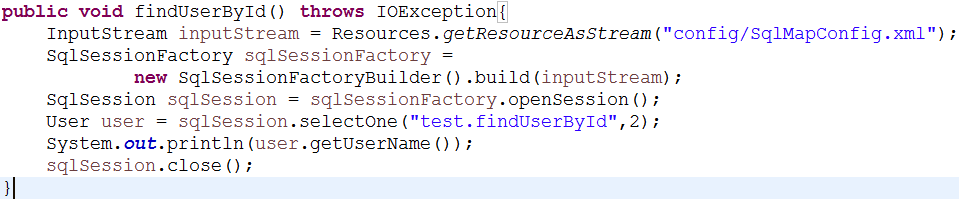 public void findUserById() throws IOException{
    InputStream inputStream = Resources.getResourceAsStream("config/SqlMapConfig.xml");
    SqlSessionFactory sqlSessionFactory =
            new SqlSessionFactoryBuilder().build(inputStream);
    SqlSession sqlSession = sqlSessionFactory.openSession();
    User user = sqlSession.selectOne("test.findUserById",2);
    System.out.println(user.getUserName());
    sqlSession.close();
}